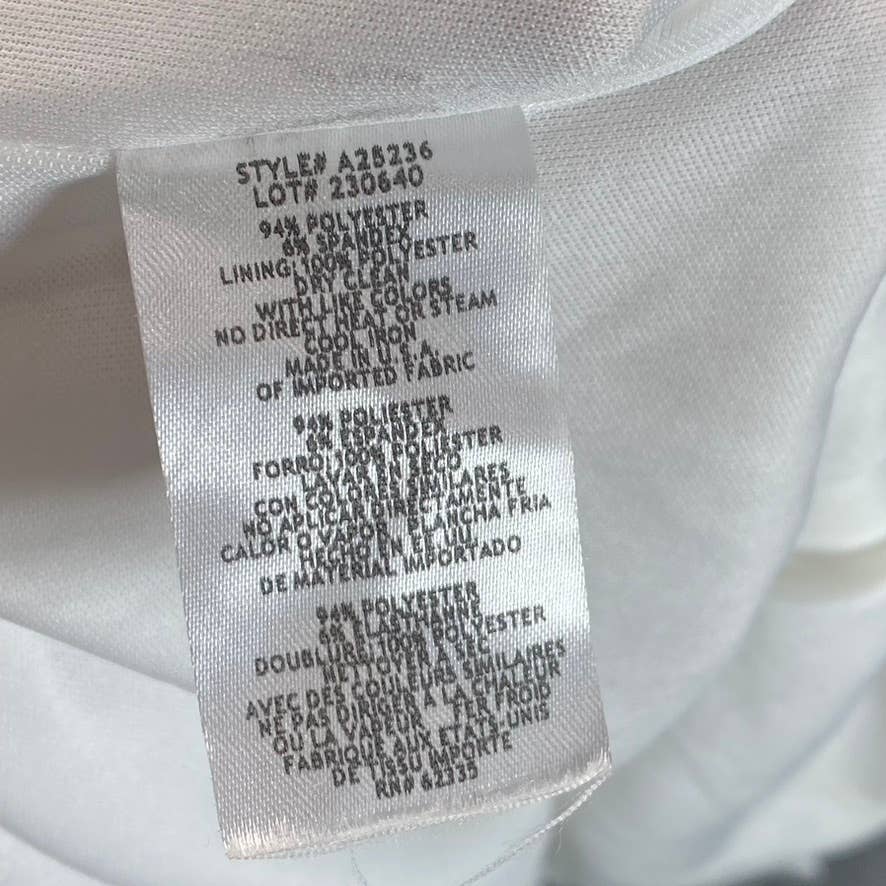 STYLE# A25236
LOT# 230640
94% POLYESTER
6% SPANDEX
LINING: 100% POLYESTER
DRY CLEAN
WITH LIKE COLORS
NO DIRECT HEAT OR STEAM
COOL IRON
MADE IN U.S.A.
OF IMPORTED FABRIC
94% POLIESTER
6% ESPANDEX
FORRO: 100% POLIESTER
LAVAR EN SECO
CON COLORES SIMILARES
NO APLICAR DIRECTAMENTE
CALOR O VAPOR BLANCHA FRIA
HECHO EN EE UU.
DE MATERIAL IMPORTADO
94% POLYESTER
6% ELASTHANNE
DOUBLURE: 100% POLYESTER
NETTOYER A SEC
AVEC DES COULEURS SIMILAIRES
NE PAS DIRIGER A LA CHALEUR
OU LA VAPEUR FER FROID
FABRIQUE AUX ETATS-UNIS
DE TISSU IMPORTE
RN# 62335